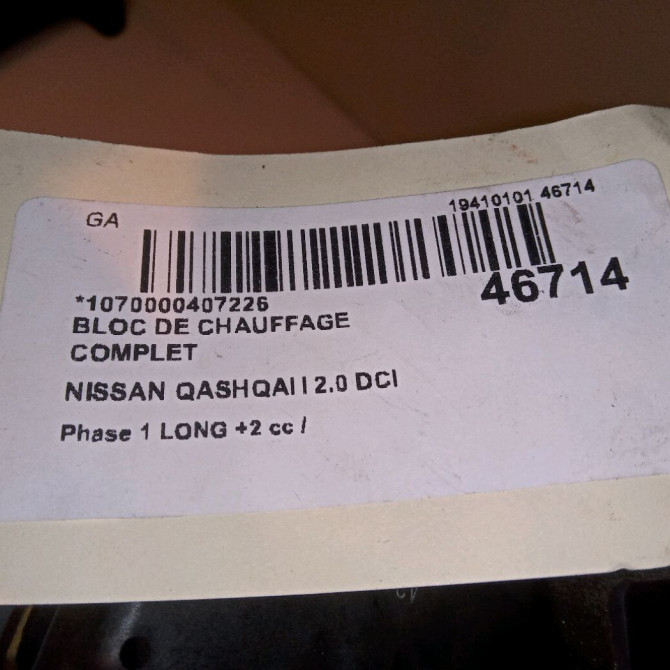 GA
19410101 46714
46714
*1070000407226
BLOC DE CHAUFFAGE
COMPLET
NISSAN QASHQAI I 2.0 DCI
Phase 1 LONG +2 cc /